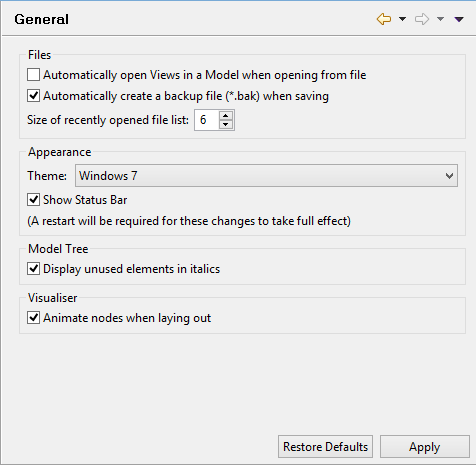 General
Files
Automatically open Views in a Model when opening from file
Automatically create a backup file (*.bak) when saving
Size of recently opened file list: 6
Appearance
Theme: Windows 7
Show Status Bar
(A restart will be required for these changes to take full effect)
Model Tree
Display unused elements in italics
Visualiser
Animate nodes when laying out
Restore Defaults Apply